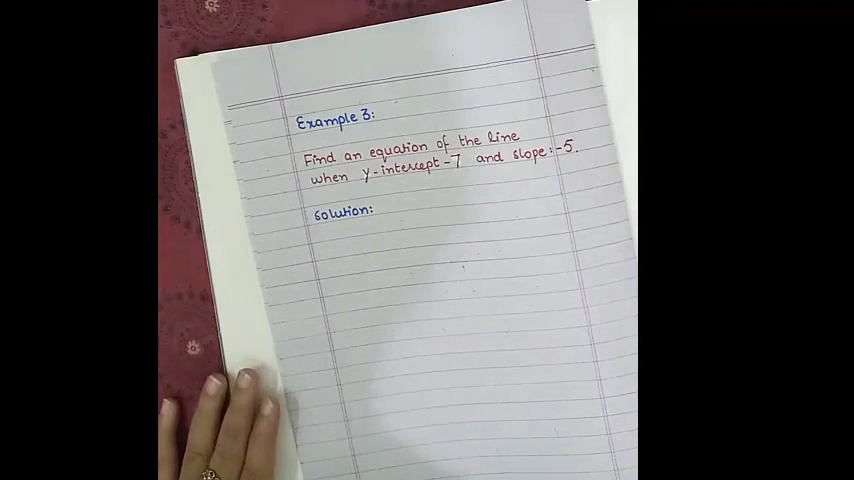 Example 3:
Find an equation of the line
when y-intercept -7 and slope:-5.
Solution: